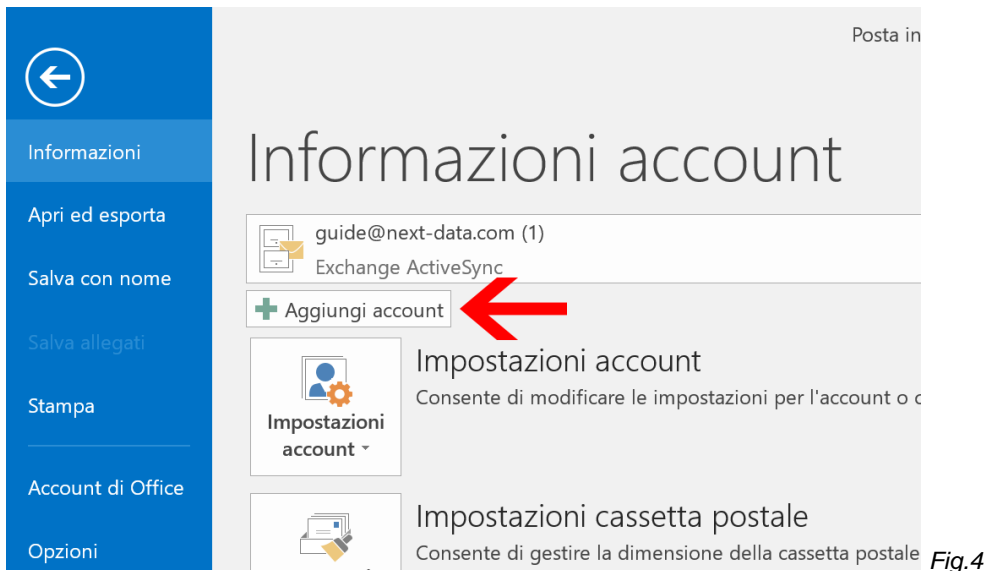 Posta in
Informazioni
Apri ed esporta
Salva con nome
Salva allegati
Stampa
Account di Office
Opzioni
Informazioni account
guide@next-data.com (1)
Exchange ActiveSync
Aggiungi account
Impostazioni
account
Impostazioni account
Consente di modificare le impostazioni per l'account o c
Impostazioni cassetta postale
Consente di gestire la dimensione della cassetta postale
Fig.4